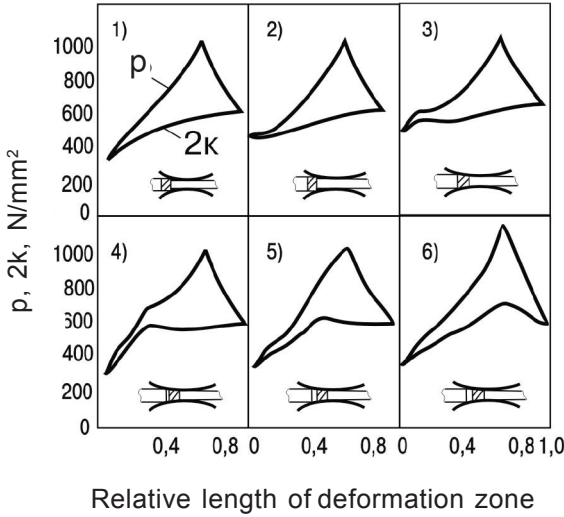 1) 2) 3)
p
2к
4) 5) 6)
1000
800
600
400
200
0
1000
800
600
400
200
0
0,4 0,8 0 0,4 0,8 0 0,4 0,8 1,0
p, 2k, N/mm²
Relative length of deformation zone